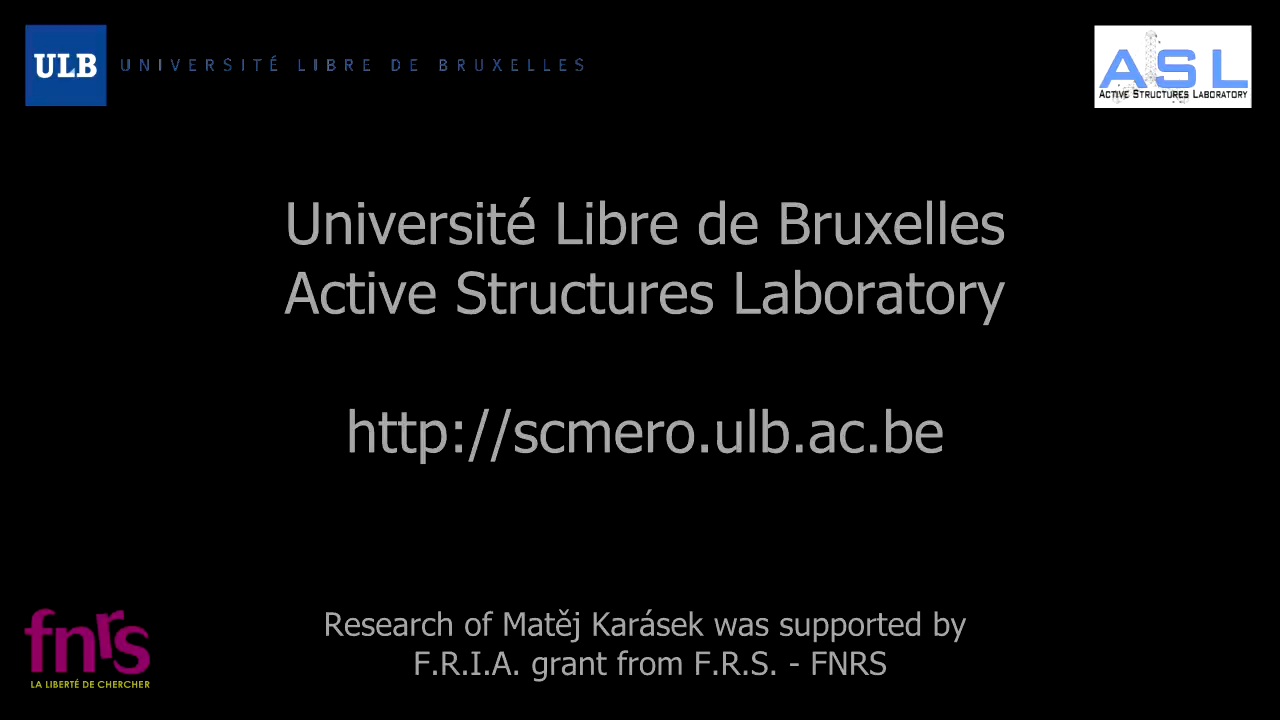 ULB UNIVERSITÉ LIBRE DE BRUXELLES
ASL
ACTIVE STRUCTURES LABORATORY
Université Libre de Bruxelles
Active Structures Laboratory
http://scmero.ulb.ac.be
fnrs
LA LIBERTÉ DE CHERCHER
Research of Matěj Karásek was supported by
F.R.I.A. grant from F.R.S. - FNRS